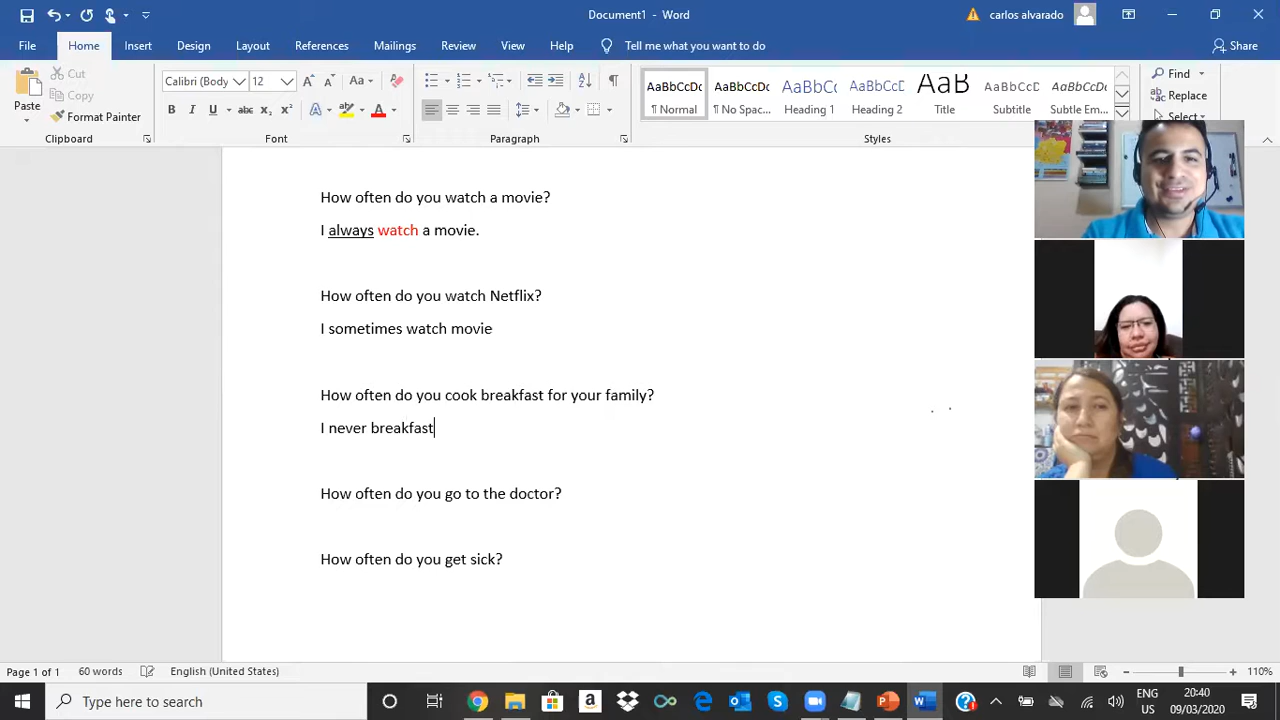 Document1 - Word
carlos alvarado
File Home Insert Design Layout References Mailings Review View Help Tell me what you want to do Share
Cut
Copy
Paste
Format Painter
Clipboard
Calibri (Body 12
Font
Paragraph
AaBbCcDc AaBbCcDc AaBbCc AaBbCcD AaB AaBbCcD AaBbCcDc
¶ Normal ¶ No Spac... Heading 1 Heading 2 Title Subtitle Subtle Em...
Styles
Find
Replace
Select
How often do you watch a movie?
I always watch a movie.
How often do you watch Netflix?
I sometimes watch movie
How often do you cook breakfast for your family?
I never breakfast
How often do you go to the doctor?
How often do you get sick?
Page 1 of 1 60 words English (United States) 110%
Type here to search
ENG 20:40
US 09/03/2020